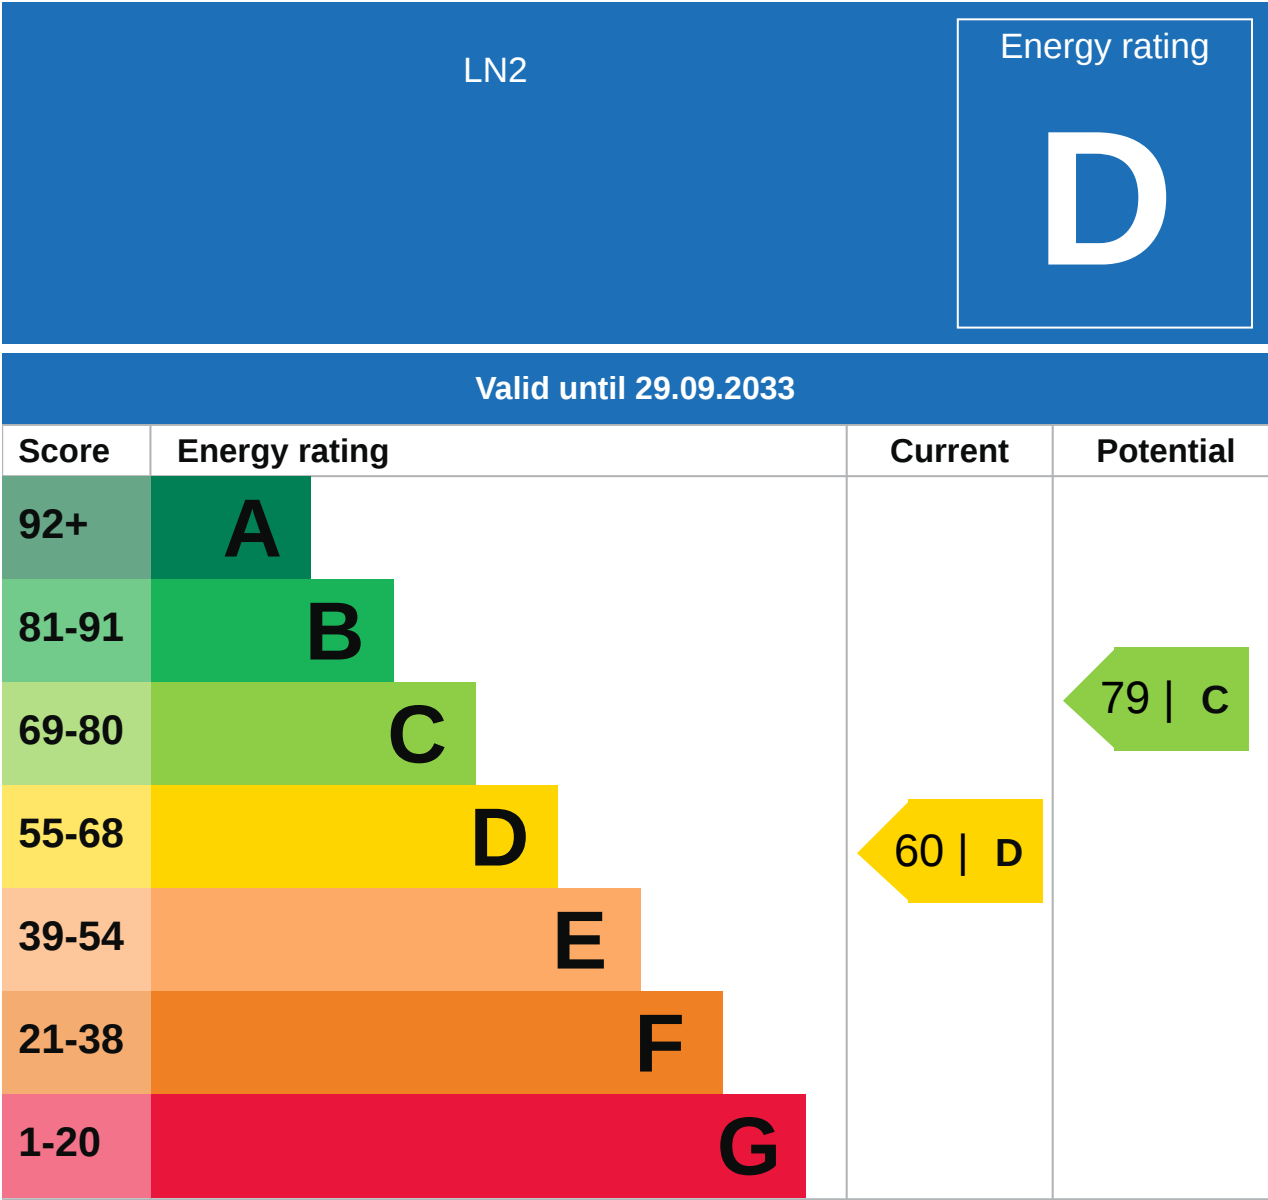 LN2
Energy rating
D
Valid until 29.09.2033
Score Energy rating Current Potential
92+ A
81-91 B
69-80 C
79 | C
55-68 D
60 | D
39-54 E
21-38 F
1-20 G